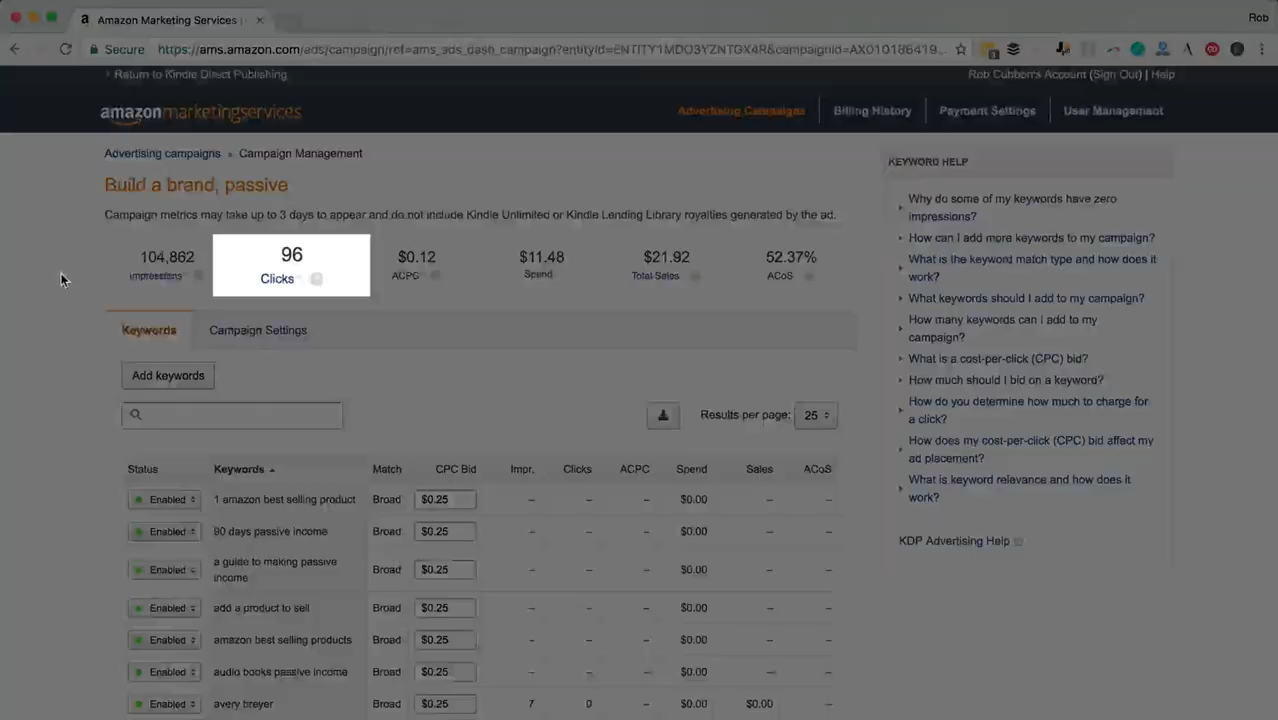 Amazon Marketing Services |
Rob
Secure https://ams.amazon.com/ads/campaign/ref=ams_ads_dash_campaign?entityId=ENTITY1MDO3YZNTGX4R&campaignId=AX010186419...
Return to Kindle Direct Publishing
Rob Cubbon's Account (Sign Out) | Help
amazonmarketingservices
Advertising Campaigns
Billing History
Payment Settings
User Management
Advertising campaigns » Campaign Management
Build a brand, passive
Campaign metrics may take up to 3 days to appear and do not include Kindle Unlimited or Kindle Lending Library royalties generated by the ad.
104,862 96 $0.12 $11.48 $21.92 52.37%
Impressions Clicks ACPC Spend Total Sales ACoS
Keywords Campaign Settings
Add keywords
Results per page: 25
Status Keywords Match CPC Bid Impr. Clicks ACPC Spend Sales ACoS
Enabled 1 amazon best selling product Broad $0.25 – – – $0.00 – –
Enabled 90 days passive income Broad $0.25 – – – $0.00 – –
Enabled a guide to making passive income Broad $0.25 – – – $0.00 – –
Enabled add a product to sell Broad $0.25 – – – $0.00 – –
Enabled amazon best selling products Broad $0.25 – – – $0.00 – –
Enabled audio books passive income Broad $0.25 – – – $0.00 – –
Enabled avery breyer Broad $0.25 7 0 – $0.00 $0.00 –
KEYWORD HELP
Why do some of my keywords have zero
impressions?
How can I add more keywords to my campaign?
What is the keyword match type and how does it
work?
What keywords should I add to my campaign?
How many keywords can I add to my
campaign?
What is a cost-per-click (CPC) bid?
How much should I bid on a keyword?
How do you determine how much to charge for
a click?
How does my cost-per-click (CPC) bid affect my
ad placement?
What is keyword relevance and how does it
work?
KDP Advertising Help